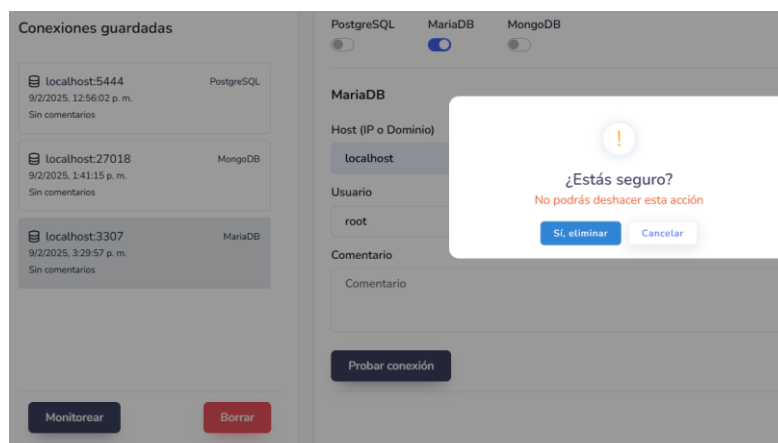 Conexiones guardadas
localhost:5444 PostgreSQL
9/2/2025, 12:56:02 p. m.
Sin comentarios
localhost:27018 MongoDB
9/2/2025, 1:41:15 p. m.
Sin comentarios
localhost:3307 MariaDB
9/2/2025, 3:29:57 p. m.
Sin comentarios
Monitorear Borrar
PostgreSQL MariaDB MongoDB
MariaDB
Host (IP o Dominio)
localhost
Usuario
root
Comentario
Comentario
Probar conexión
!
¿Estás seguro?
No podrás deshacer esta acción
Sí, eliminar Cancelar